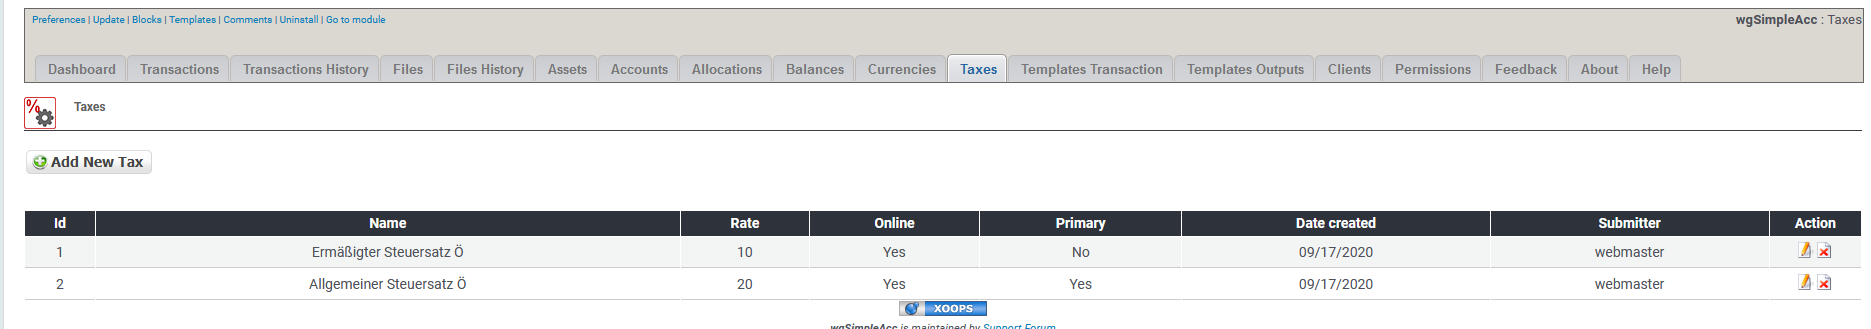 Preferences | Update | Blocks | Templates | Comments | Uninstall | Go to module
wgSimpleAcc : Taxes
Dashboard Transactions Transactions History Files Files History Assets Accounts Allocations Balances Currencies Taxes Templates Transaction Templates Outputs Clients Permissions Feedback About Help
% Taxes
Add New Tax
Id Name Rate Online Primary Date created Submitter Action
1 Ermäßigter Steuersatz Ö 10 Yes No 09/17/2020 webmaster
2 Allgemeiner Steuersatz Ö 20 Yes Yes 09/17/2020 webmaster
XOOPS
wgSimpleAcc is maintained by Support Forum